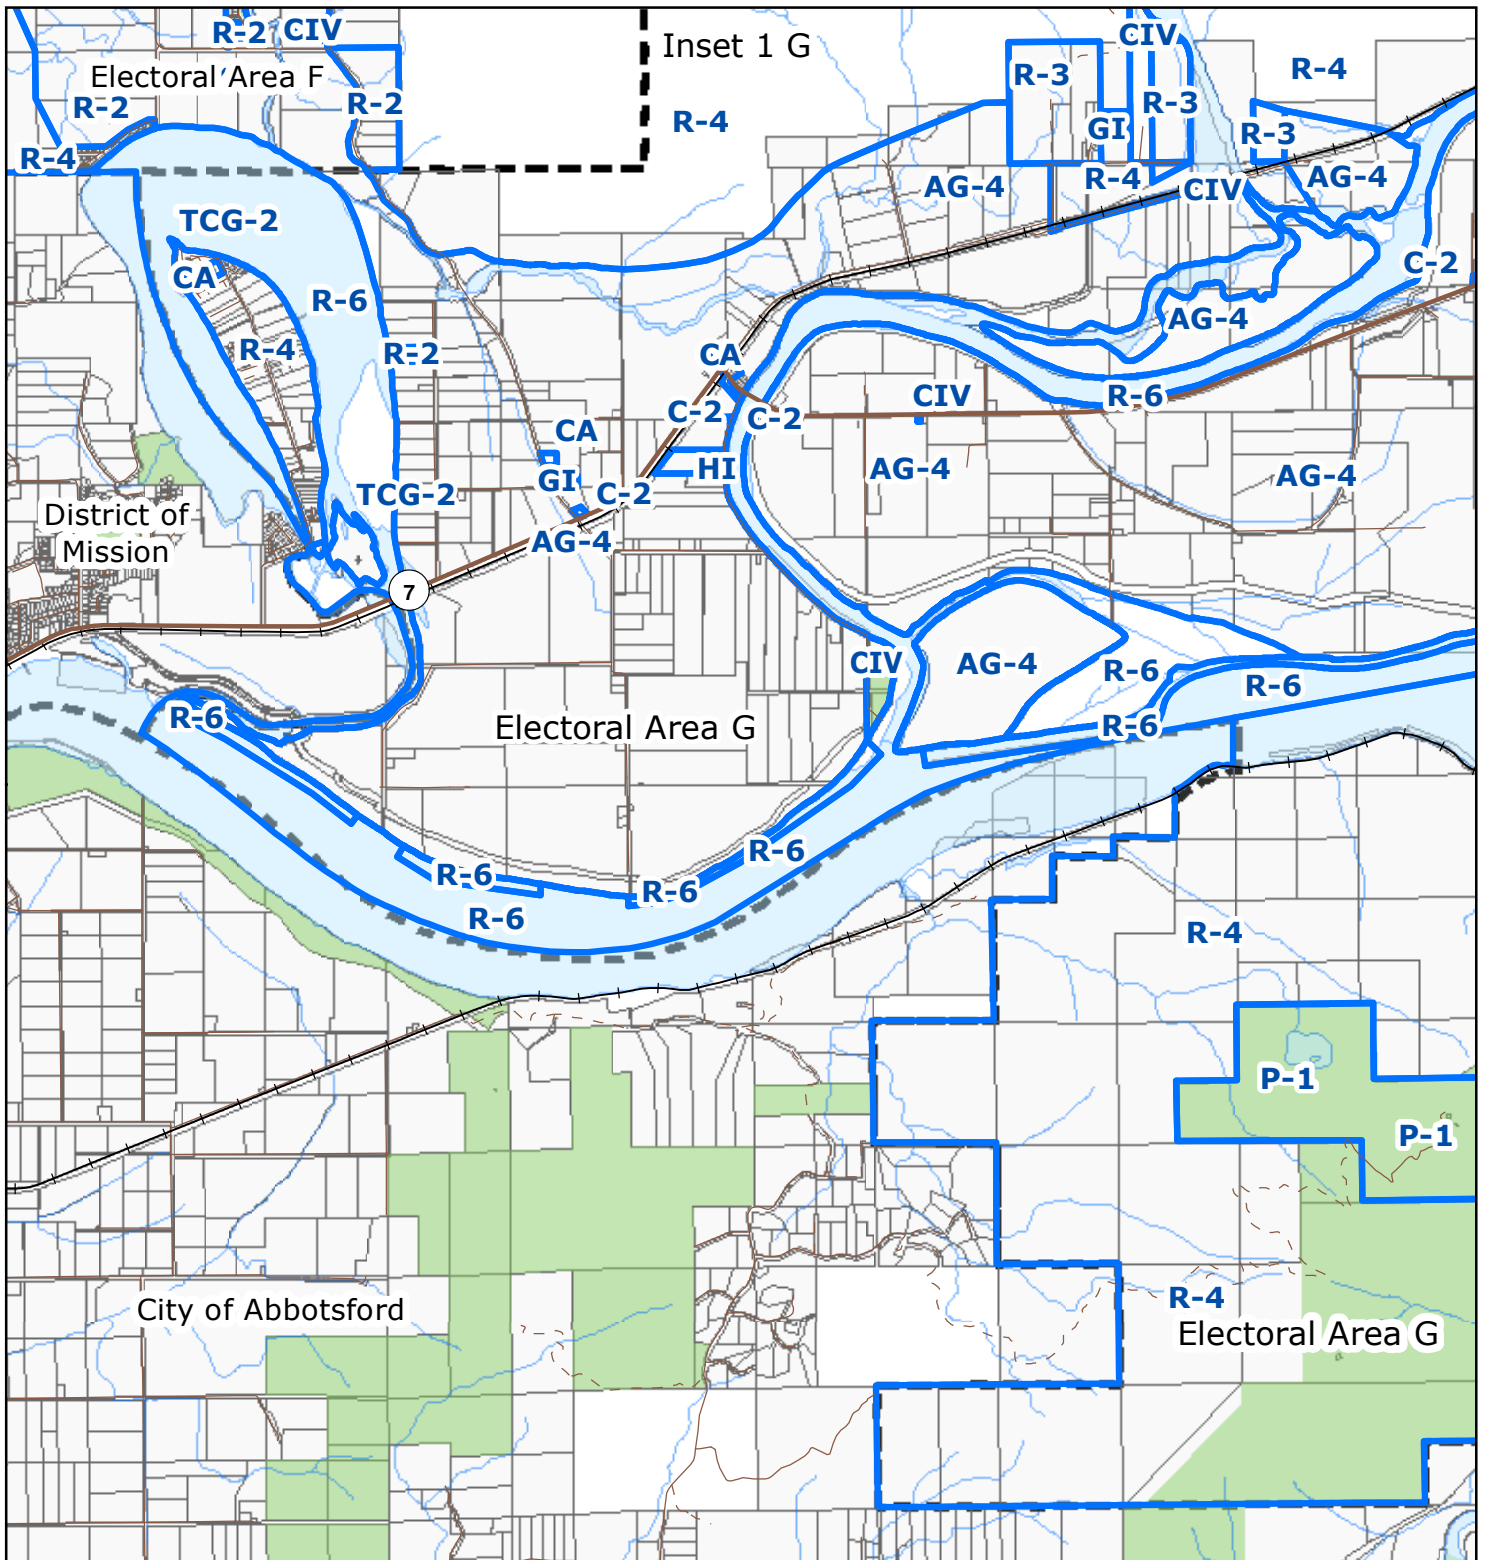 R-2
CIV
Inset 1 G
CIV
Electoral Area F
R-3
R-4
R-2
R-2
R-3
R-4
GI
R-3
R-4
AG-4
R-4
AG-4
CIV
TCG-2
CA
C-2
R-6
AG-4
R-4
R-2
CA
R-6
CIV
C-2
C-2
CA
HI
AG-4
AG-4
GI
C-2
TCG-2
District of
Mission
AG-4
7
CIV
AG-4
R-6
R-6
R-6
Electoral Area G
R-6
R-6
R-6
R-6
R-6
R-4
P-1
P-1
R-4
City of Abbotsford
Electoral Area G